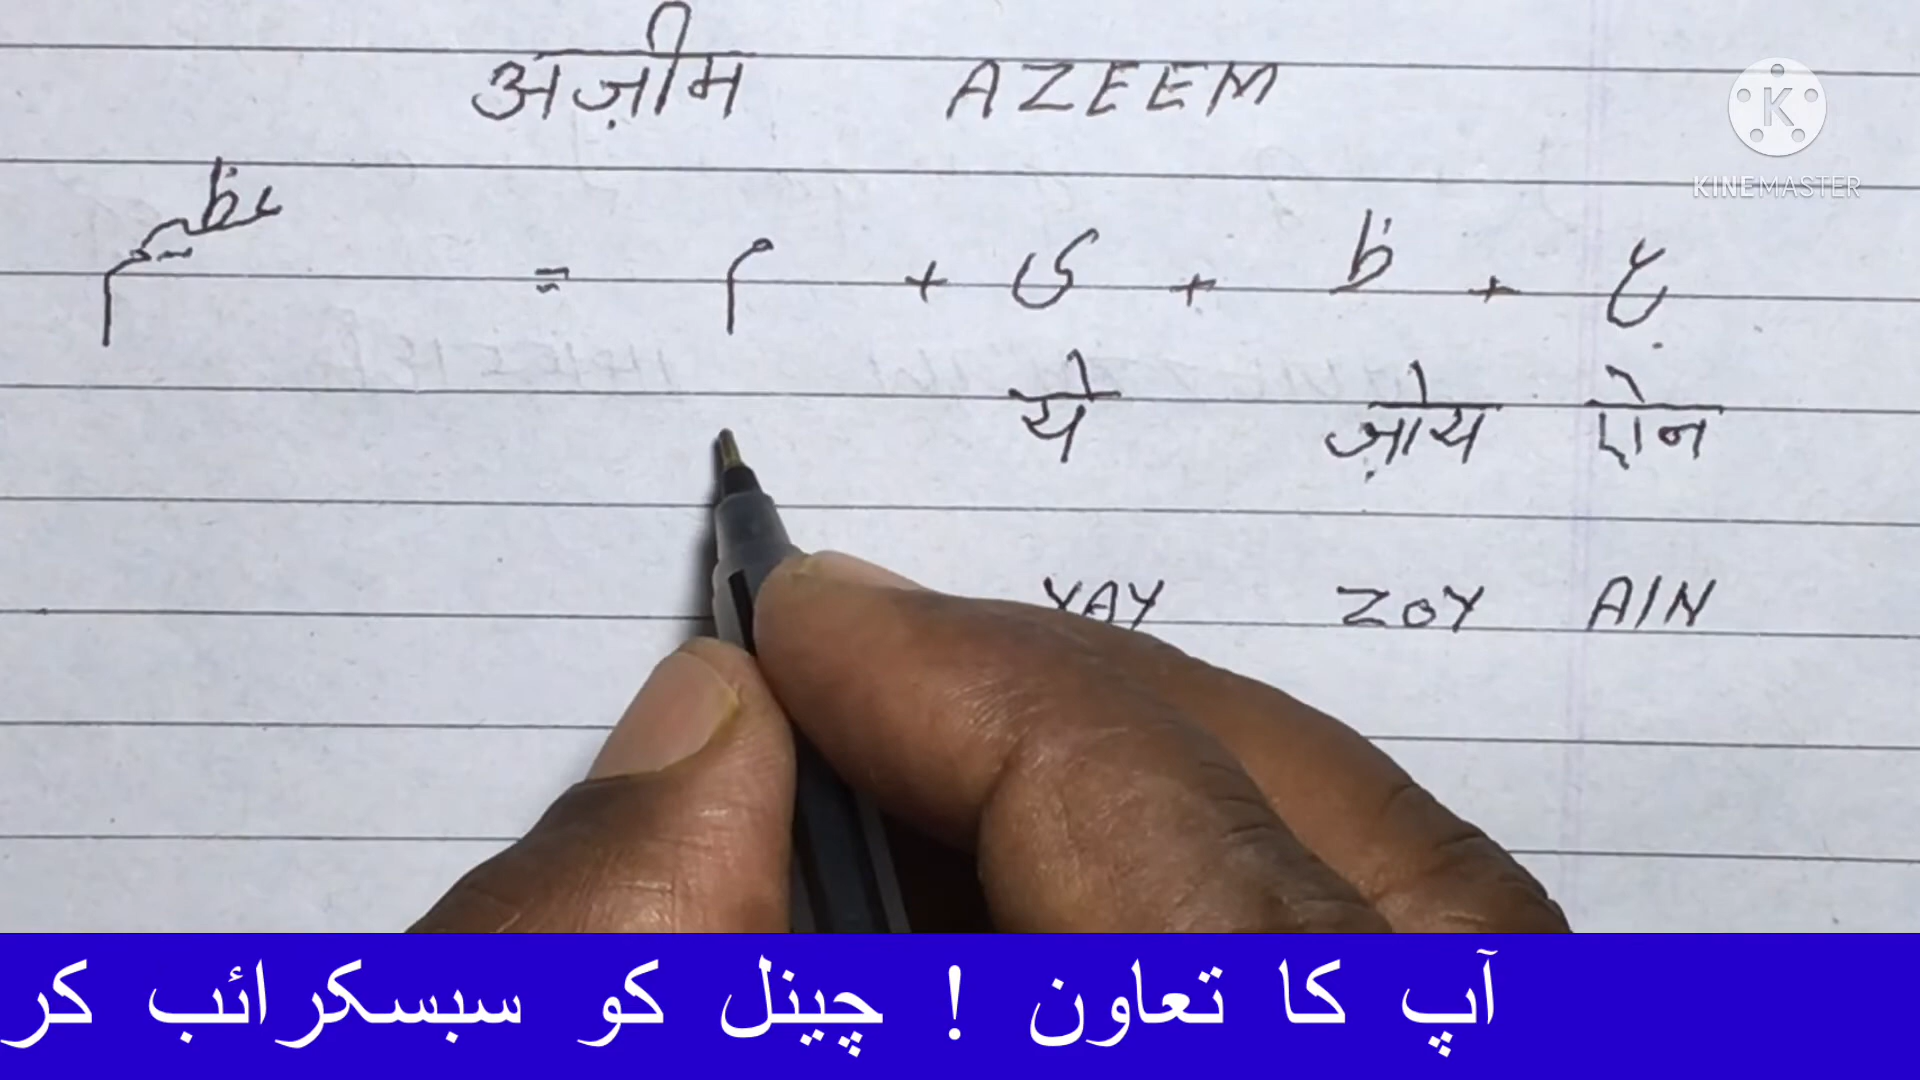 अज़ीम AZEEM
K
KINEMASTER
عظیم = م + ی + ظ + ع
ये ज़ोय ऐन
YAY ZOY AIN
آپ کا تعاون ! چینل کو سبسکرائب کر